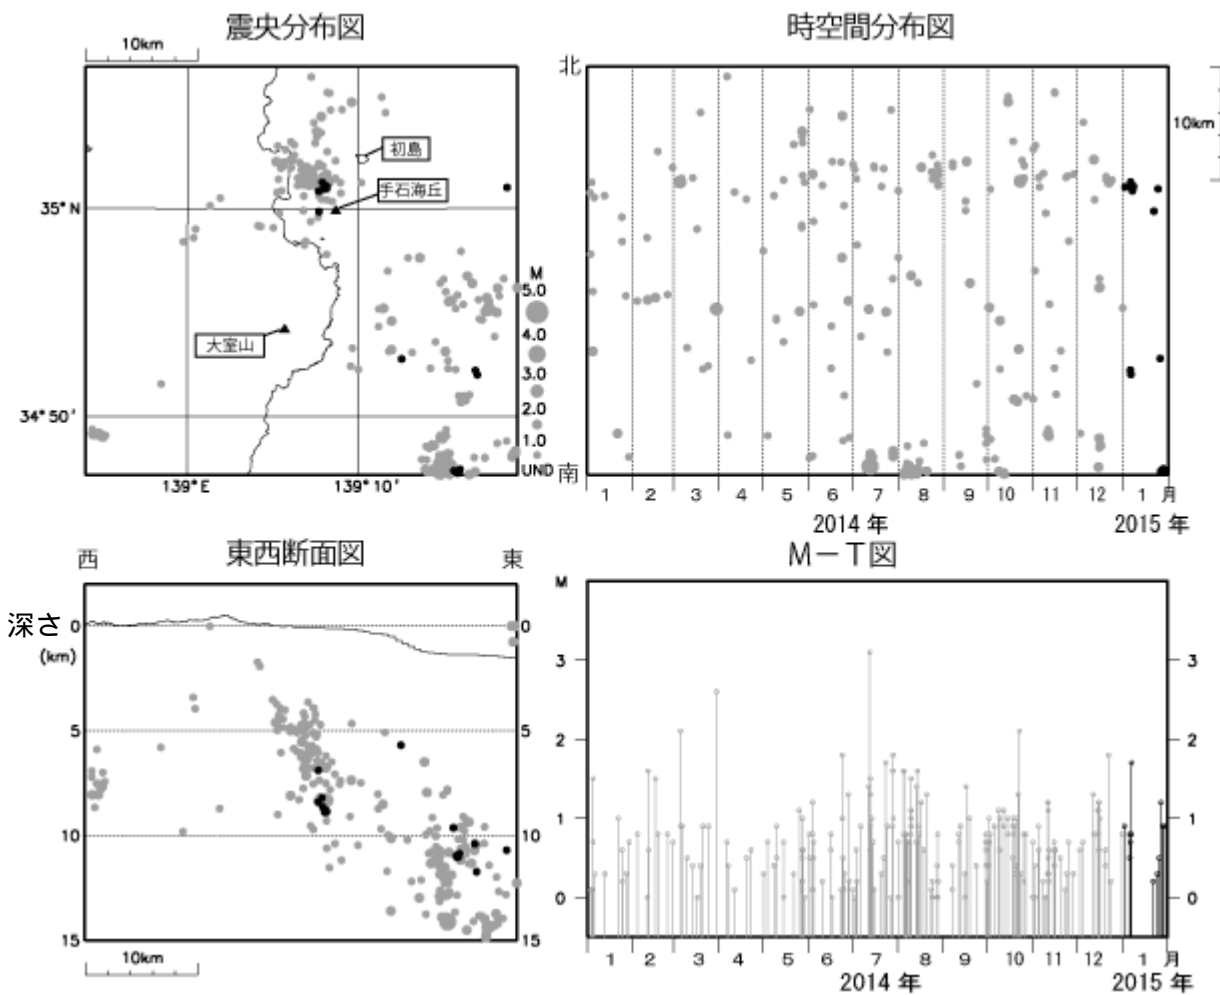 震央分布図
10km
初島
手石海丘
35°N
大室山
34°50'
139°E
139°10'
M
5.0
4.0
3.0
2.0
1.0
UND
時空間分布図
北
10km
南
1 2 3 4 5 6 7 8 9 10 11 12 1 月
2014 年 2015 年
東西断面図
西 東
深さ 0 0
(km)
5 5
10 10
15 15
10km
M－T図
M
3 3
2 2
1 1
0 0
1 2 3 4 5 6 7 8 9 10 11 12 1 月
2014 年 2015 年